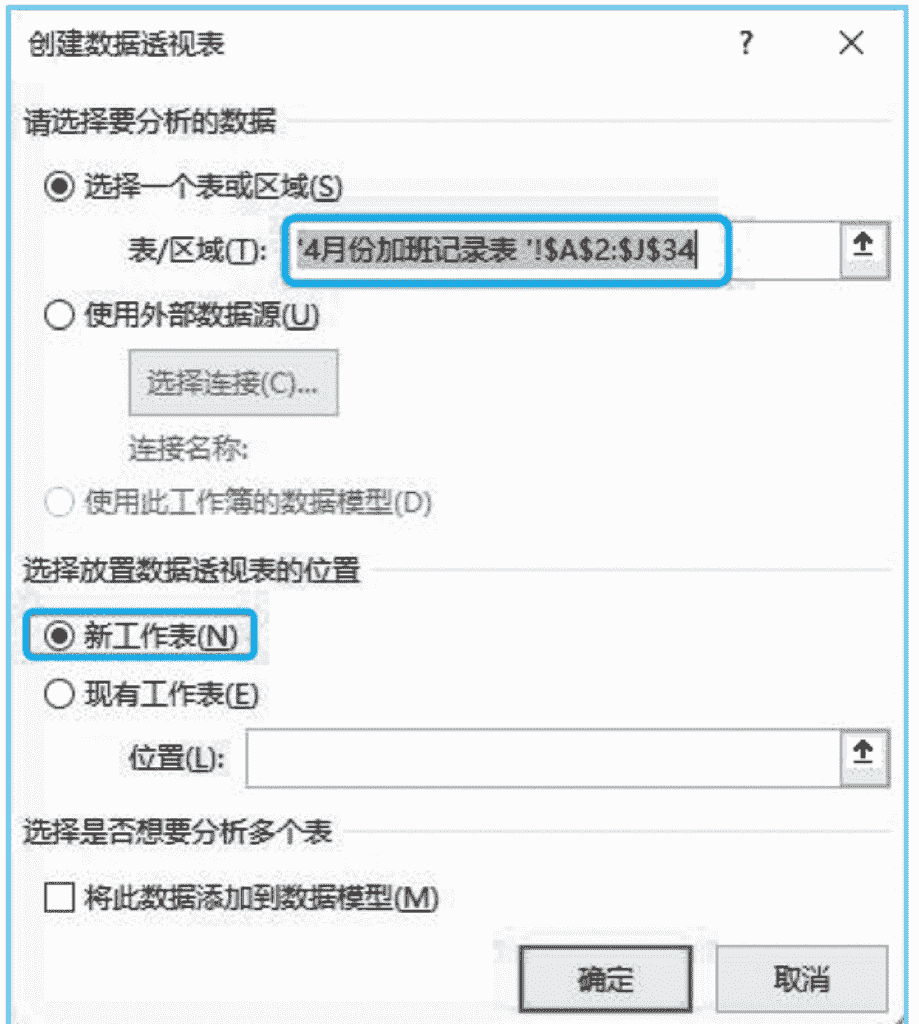 创建数据透视表 ?
请选择要分析的数据
选择一个表或区域(S)
表/区域(T): '4月份加班记录表 '!$A$2:$J$34
使用外部数据源(U)
选择连接(C)...
连接名称:
使用此工作簿的数据模型(D)
选择放置数据透视表的位置
新工作表(N)
现有工作表(E)
位置(L):
选择是否想要分析多个表
将此数据添加到数据模型(M)
确定 取消